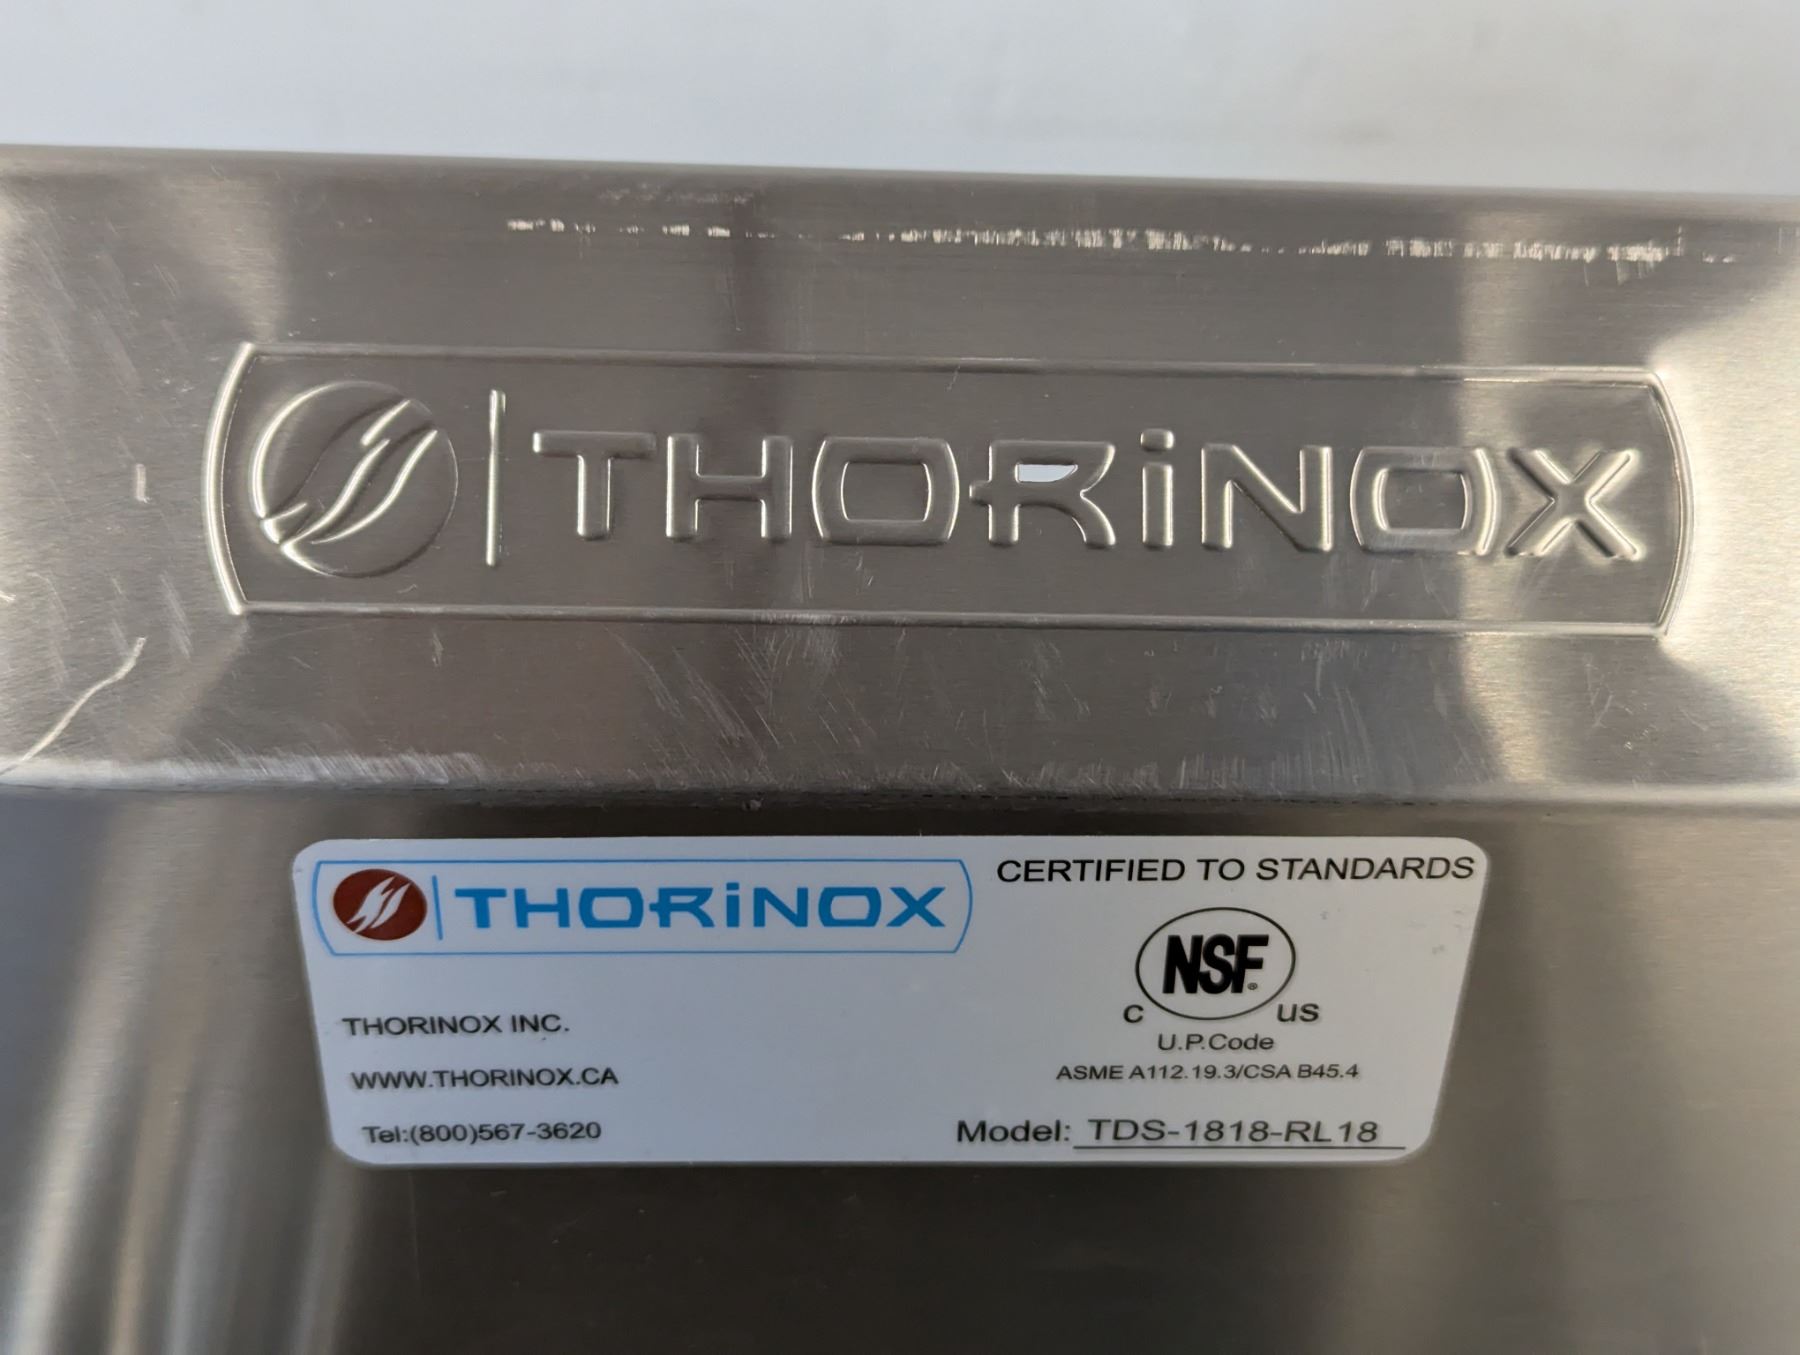 THORiNOX
THORiNOX
CERTIFIED TO STANDARDS
NSF®
C US
U.P.Code
ASME A112.19.3/CSA B45.4
THORINOX INC.
WWW.THORINOX.CA
Tel:(800)567-3620
Model: TDS-1818-RL18